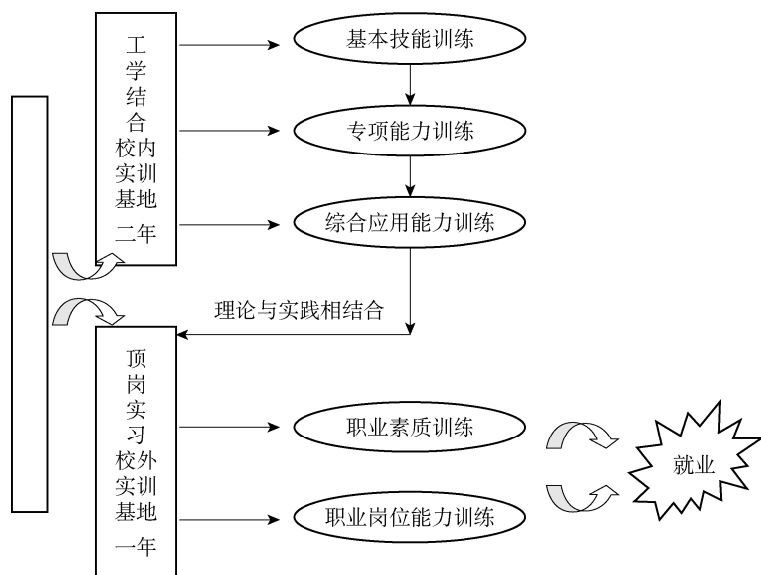 工
学
结
合
校内
实训
基地
二年
基本技能训练
专项能力训练
综合应用能力训练
理论与实践相结合
顶
岗
实
习
校外
实训
基地
一年
职业素质训练
职业岗位能力训练
就业